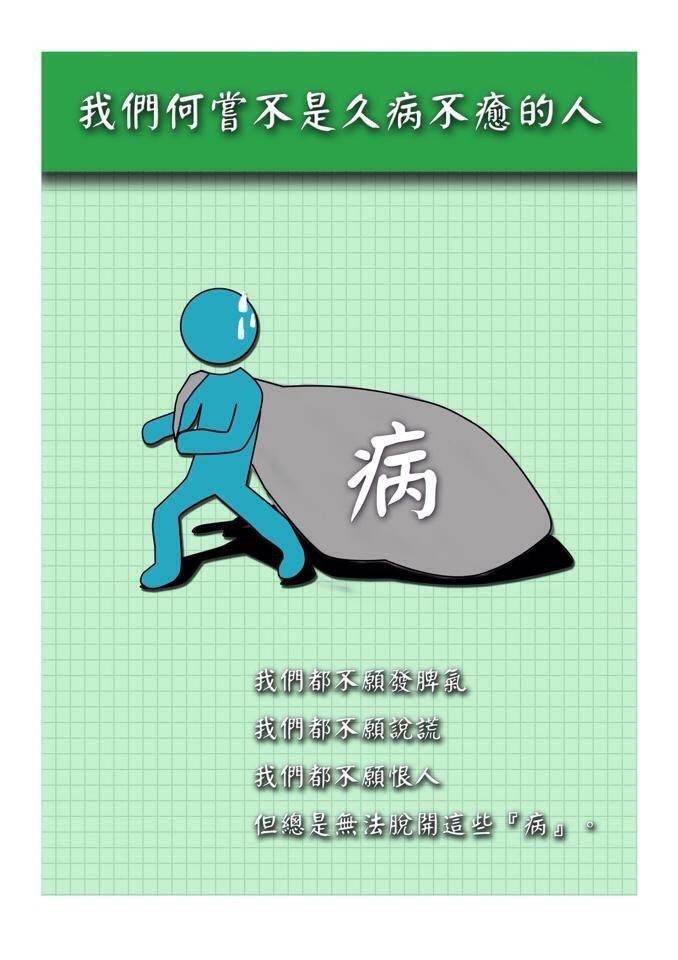 我們何嘗不是久病不癒的人
病
我們都不願發脾氣
我們都不願說謊
我們都不願恨人
但總是無法脫開這些『病』。